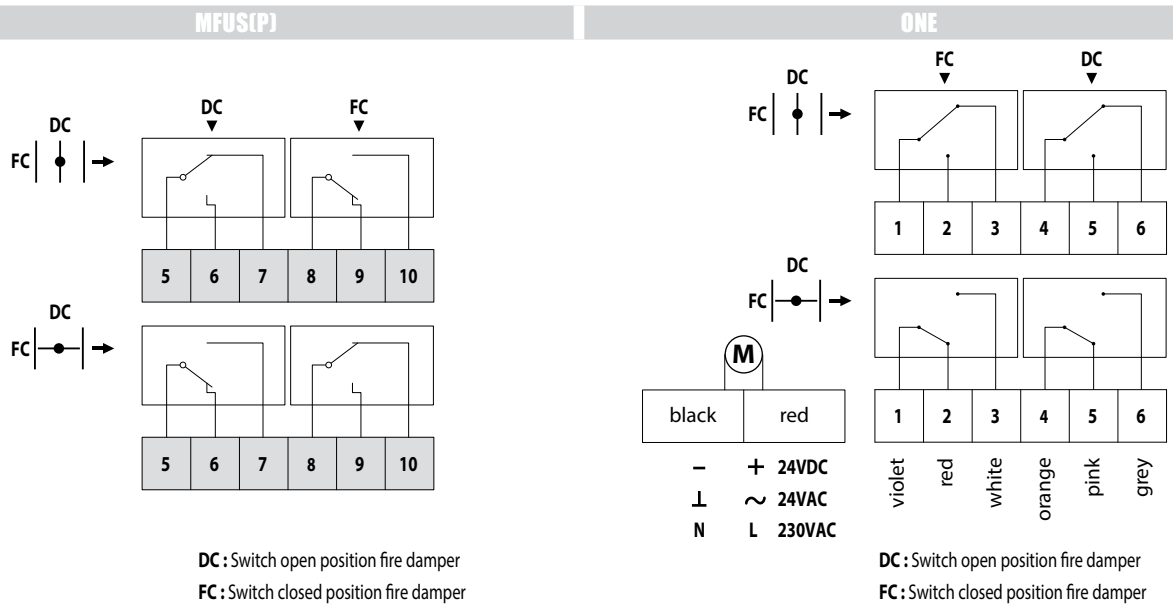 MFUS(P)
DC
FC
DC FC
5 6 7 8 9 10
DC
FC
5 6 7 8 9 10
DC : Switch open position fire damper
FC : Switch closed position fire damper
ONE
DC
FC
FC DC
1 2 3 4 5 6
DC
FC
M
black red
1 2 3 4 5 6
– + 24VDC
⊥ ~ 24VAC
N L 230VAC
violet red white orange pink grey
DC : Switch open position fire damper
FC : Switch closed position fire damper